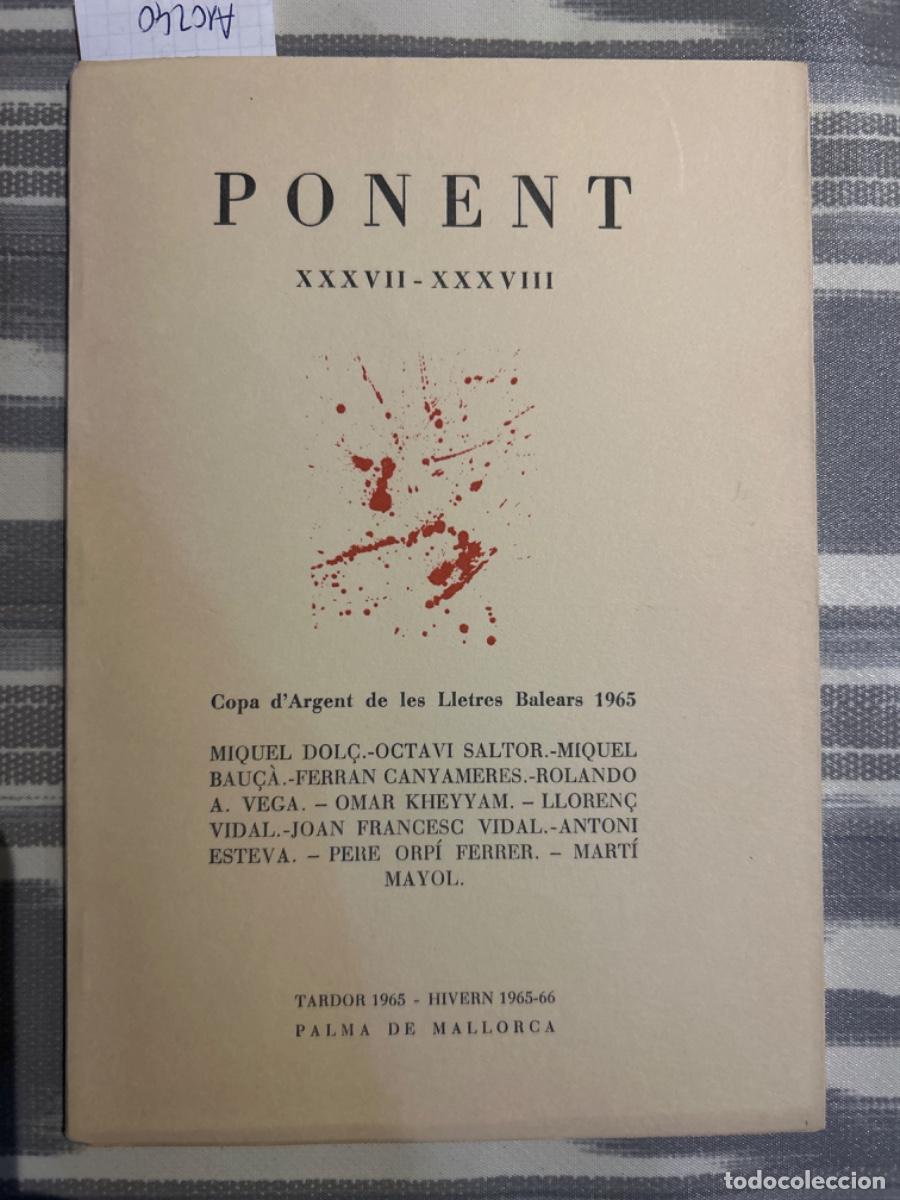 AXC240
PONENT
XXXVII - XXXVIII
Copa d'Argent de les Lletres Balears 1965
MIQUEL DOLÇ.-OCTAVI SALTOR.-MIQUEL
BAUÇÀ.-FERRAN CANYAMERES.-ROLANDO
A. VEGA. – OMAR KHEYYAM. – LLORENÇ
VIDAL.-JOAN FRANCESC VIDAL.-ANTONI
ESTEVA. – PERE ORPÍ FERRER. – MARTÍ
MAYOL.
TARDOR 1965 - HIVERN 1965-66
PALMA DE MALLORCA
todocoleccion